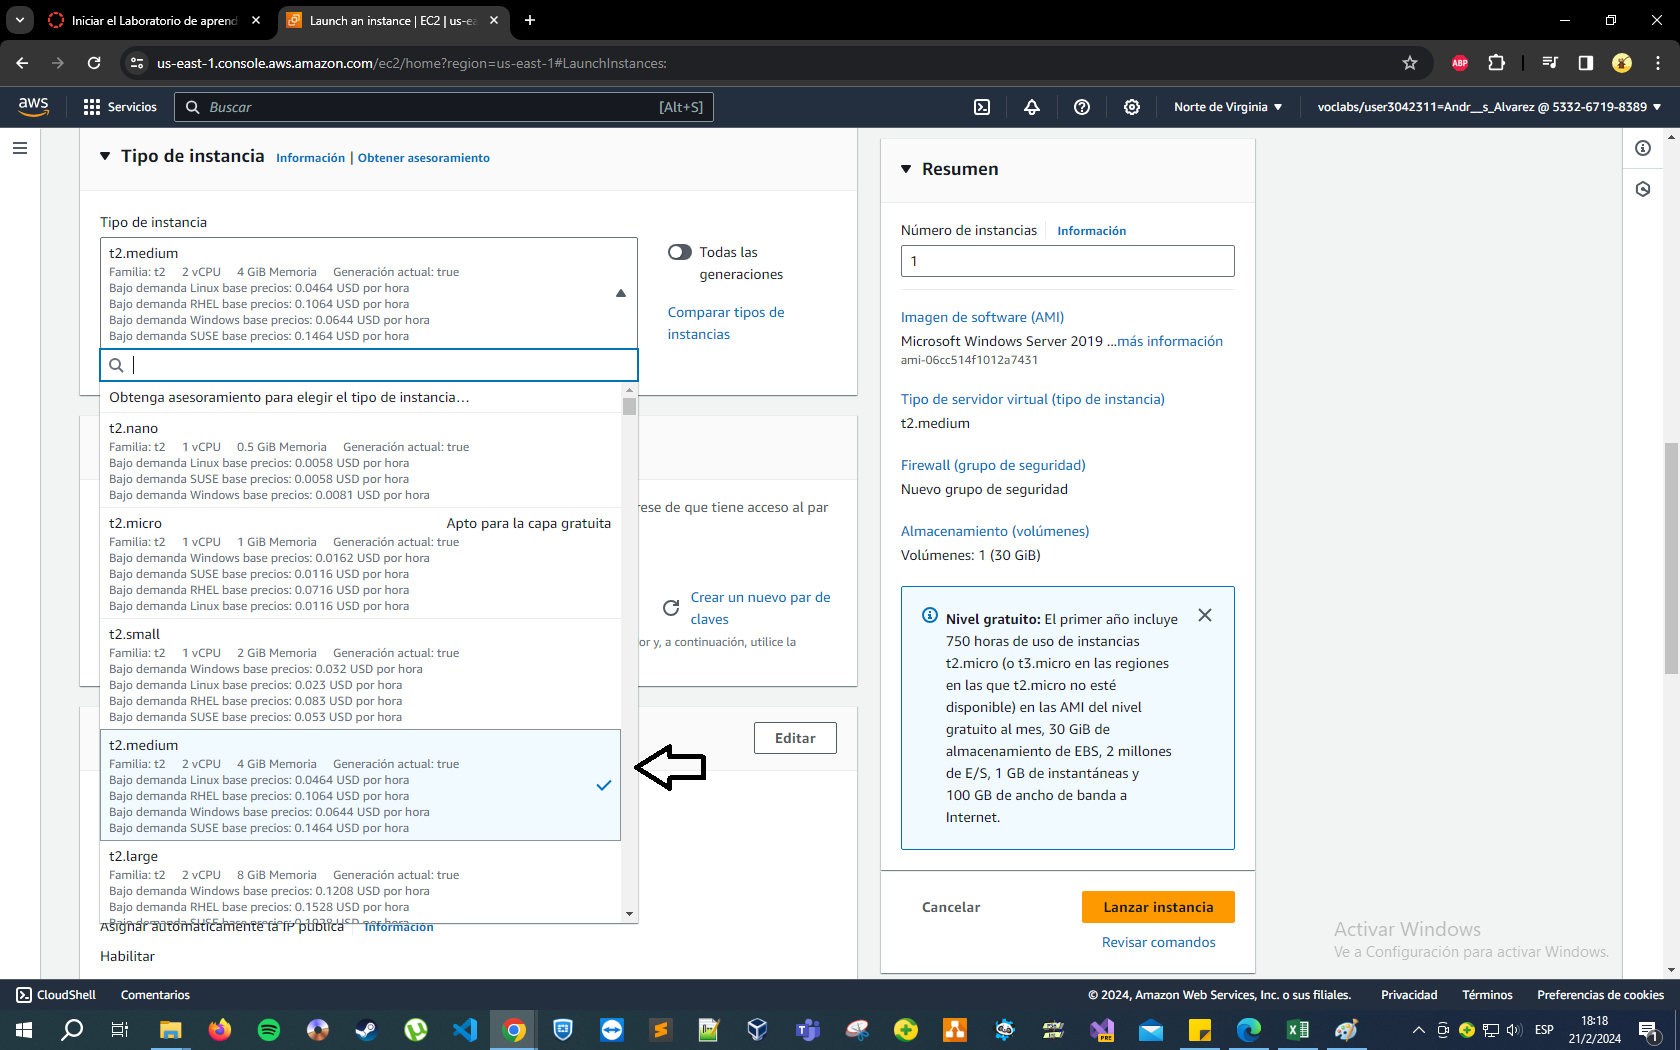 Iniciar el Laboratorio de aprend
Launch an instance | EC2 | us-ea
us-east-1.console.aws.amazon.com/ec2/home?region=us-east-1#LaunchInstances:
ABP
aws
Servicios
Buscar
[Alt+S]
Norte de Virginia
voclabs/user3042311=Andr__s_Alvarez @ 5332-6719-8389
Tipo de instancia
Información | Obtener asesoramiento
Tipo de instancia
t2.medium
Familia: t2 2 vCPU 4 GiB Memoria Generación actual: true
Bajo demanda Linux base precios: 0.0464 USD por hora
Bajo demanda RHEL base precios: 0.1064 USD por hora
Bajo demanda Windows base precios: 0.0644 USD por hora
Bajo demanda SUSE base precios: 0.1464 USD por hora
Todas las
generaciones
Comparar tipos de
instancias
Obtenga asesoramiento para elegir el tipo de instancia…
t2.nano
Familia: t2 1 vCPU 0.5 GiB Memoria Generación actual: true
Bajo demanda Linux base precios: 0.0058 USD por hora
Bajo demanda SUSE base precios: 0.0058 USD por hora
Bajo demanda Windows base precios: 0.0081 USD por hora
t2.micro
Apto para la capa gratuita
Familia: t2 1 vCPU 1 GiB Memoria Generación actual: true
Bajo demanda Windows base precios: 0.0162 USD por hora
Bajo demanda SUSE base precios: 0.0116 USD por hora
Bajo demanda RHEL base precios: 0.0716 USD por hora
Bajo demanda Linux base precios: 0.0116 USD por hora
t2.small
Familia: t2 1 vCPU 2 GiB Memoria Generación actual: true
Bajo demanda Windows base precios: 0.032 USD por hora
Bajo demanda Linux base precios: 0.023 USD por hora
Bajo demanda RHEL base precios: 0.083 USD por hora
Bajo demanda SUSE base precios: 0.053 USD por hora
t2.medium
Familia: t2 2 vCPU 4 GiB Memoria Generación actual: true
Bajo demanda Linux base precios: 0.0464 USD por hora
Bajo demanda RHEL base precios: 0.1064 USD por hora
Bajo demanda Windows base precios: 0.0644 USD por hora
Bajo demanda SUSE base precios: 0.1464 USD por hora
t2.large
Familia: t2 2 vCPU 8 GiB Memoria Generación actual: true
Bajo demanda Windows base precios: 0.1208 USD por hora
Bajo demanda RHEL base precios: 0.1528 USD por hora
Bajo demanda SUSE base precios: 0.1928 USD por hora
rese de que tiene acceso al par
Crear un nuevo par de
claves
or y, a continuación, utilice la
Editar
Asignar automáticamente la IP pública
Información
Habilitar
Resumen
Número de instancias
Información
1
Imagen de software (AMI)
Microsoft Windows Server 2019 ...más información
ami-06cc514f1012a7431
Tipo de servidor virtual (tipo de instancia)
t2.medium
Firewall (grupo de seguridad)
Nuevo grupo de seguridad
Almacenamiento (volúmenes)
Volúmenes: 1 (30 GiB)
Nivel gratuito: El primer año incluye
750 horas de uso de instancias
t2.micro (o t3.micro en las regiones
en las que t2.micro no esté
disponible) en las AMI del nivel
gratuito al mes, 30 GiB de
almacenamiento de EBS, 2 millones
de E/S, 1 GB de instantáneas y
100 GB de ancho de banda a
Internet.
Cancelar
Lanzar instancia
Revisar comandos
Activar Windows
Ve a Configuración para activar Windows.
CloudShell
Comentarios
© 2024, Amazon Web Services, Inc. o sus filiales.
Privacidad
Términos
Preferencias de cookies
PRE
ESP
18:18
21/2/2024
1